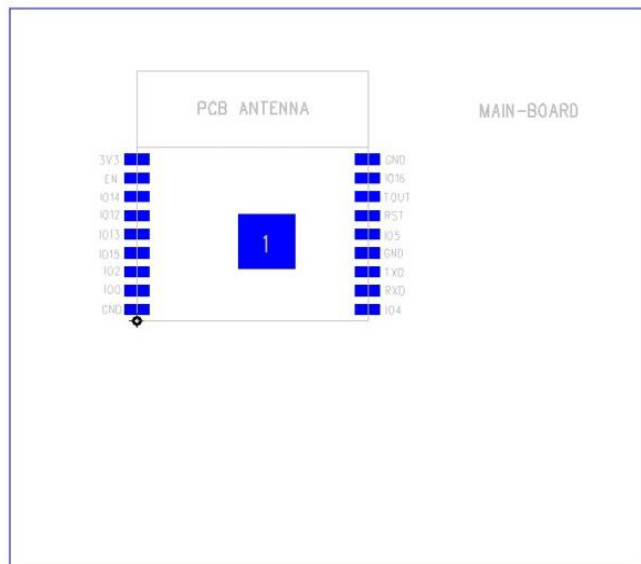 PCB ANTENNA
MAIN-BOARD
3V3
EN
IO14
IO12
IO13
IO15
IO2
IO0
GND
1
GND
IO16
TOUT
RST
IO5
GND
TXD
RXD
IO4